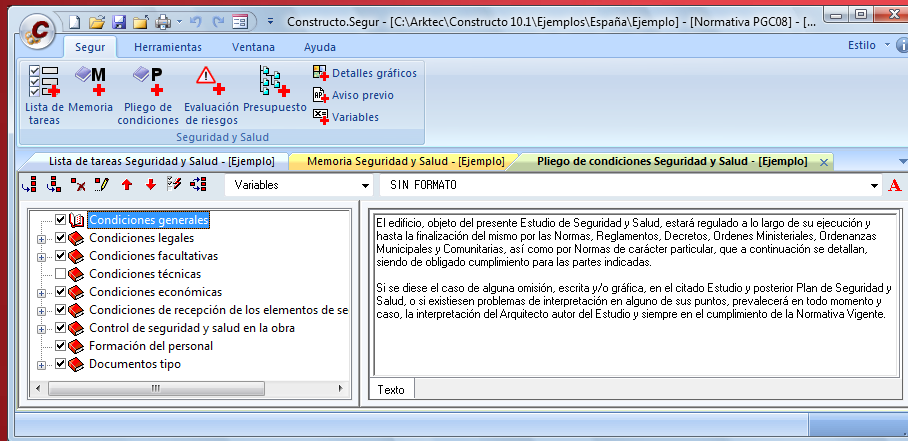 Constructo.Segur - [C:\Arktec\Constructo 10.1\Ejemplos\España\Ejemplo] - [Normativa PGC08] - [...
Segur Herramientas Ventana Ayuda Estilo
Lista de tareas
Memoria
Pliego de condiciones
Evaluación de riesgos
Presupuesto
Detalles gráficos
Aviso previo
Variables
Seguridad y Salud
Lista de tareas Seguridad y Salud - [Ejemplo] Memoria Seguridad y Salud - [Ejemplo] Pliego de condiciones Seguridad y Salud - [Ejemplo]
Variables SIN FORMATO A
Condiciones generales
Condiciones legales
Condiciones facultativas
Condiciones técnicas
Condiciones económicas
Condiciones de recepción de los elementos de se
Control de seguridad y salud en la obra
Formación del personal
Documentos tipo
El edificio, objeto del presente Estudio de Seguridad y Salud, estará regulado a lo largo de su ejecución y
hasta la finalización del mismo por las Normas, Reglamentos, Decretos, Ordenes Ministeriales, Ordenanzas
Municipales y Comunitarias, así como por Normas de carácter particular, que a continuación se detallan,
siendo de obligado cumplimiento para las partes indicadas.
Si se diese el caso de alguna omisión, escrita y/o gráfica, en el citado Estudio y posterior Plan de Seguridad y
Salud, o si existiesen problemas de interpretación en alguno de sus puntos, prevalecerá en todo momento y
caso, la interpretación del Arquitecto autor del Estudio y siempre en el cumplimiento de la Normativa Vigente.
Texto